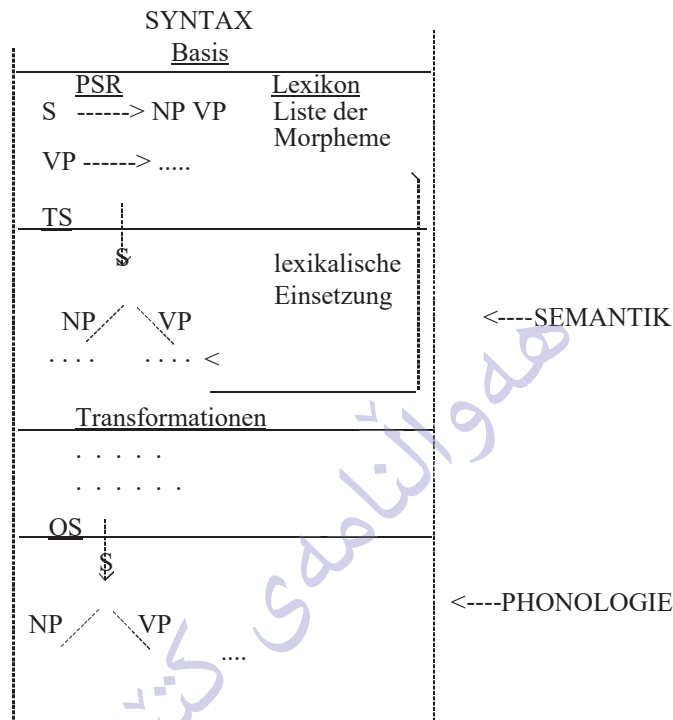 SYNTAX
Basis
PSR Lexikon
S ------> NP VP Liste der
Morpheme
VP ------> .....
TS
S lexikalische
Einsetzung
NP VP <----SEMANTIK
. . . . . . . . <
Transformationen
. . . . .
. . . . . .
OS
S
<----PHONOLOGIE
NP VP
....
هەواڵنامەی